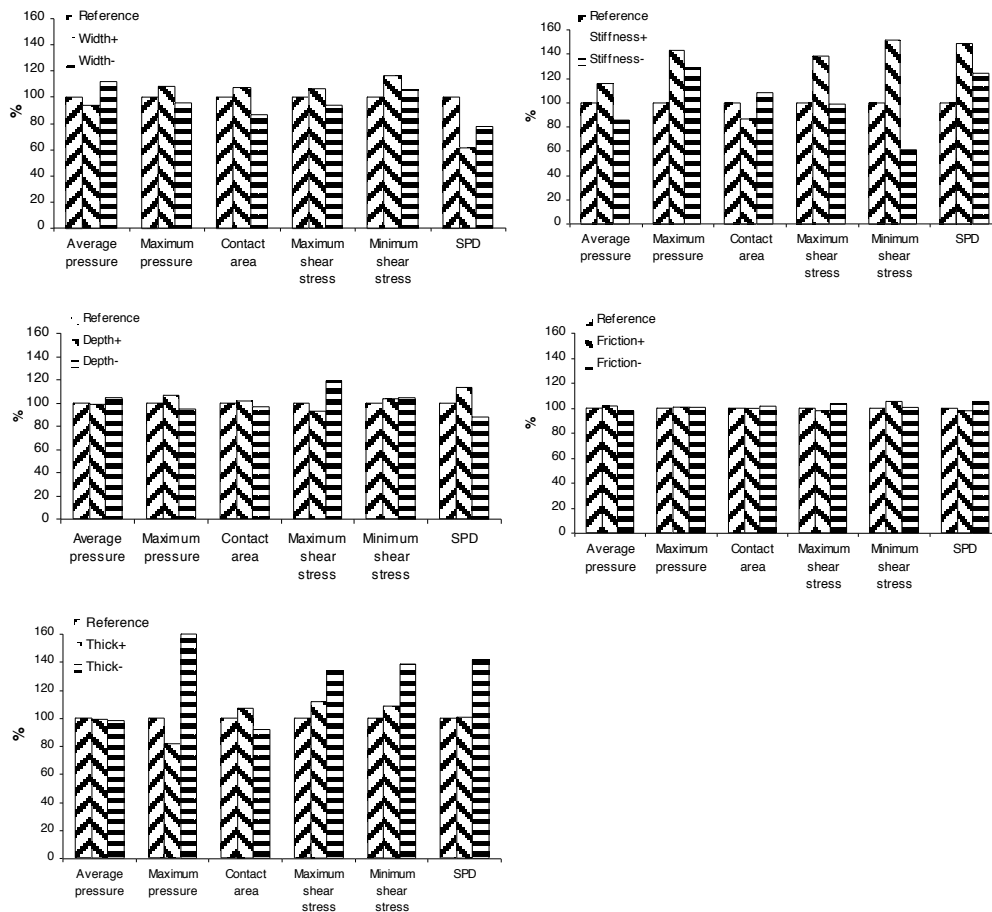 Reference
Width+
Width-
160
140
120
100
80
60
40
20
0
%
Average pressure
Maximum pressure
Contact area
Maximum shear stress
Minimum shear stress
SPD
Reference
Stiffness+
Stiffness-
160
140
120
100
80
60
40
20
0
%
Average pressure
Maximum pressure
Contact area
Maximum shear stress
Minimum shear stress
SPD
Reference
Depth+
Depth-
160
140
120
100
80
60
40
20
0
%
Average pressure
Maximum pressure
Contact area
Maximum shear stress
Minimum shear stress
SPD
Reference
Friction+
Friction-
160
140
120
100
80
60
40
20
0
%
Average pressure
Maximum pressure
Contact area
Maximum shear stress
Minimum shear stress
SPD
Reference
Thick+
Thick-
160
140
120
100
80
60
40
20
0
%
Average pressure
Maximum pressure
Contact area
Maximum shear stress
Minimum shear stress
SPD